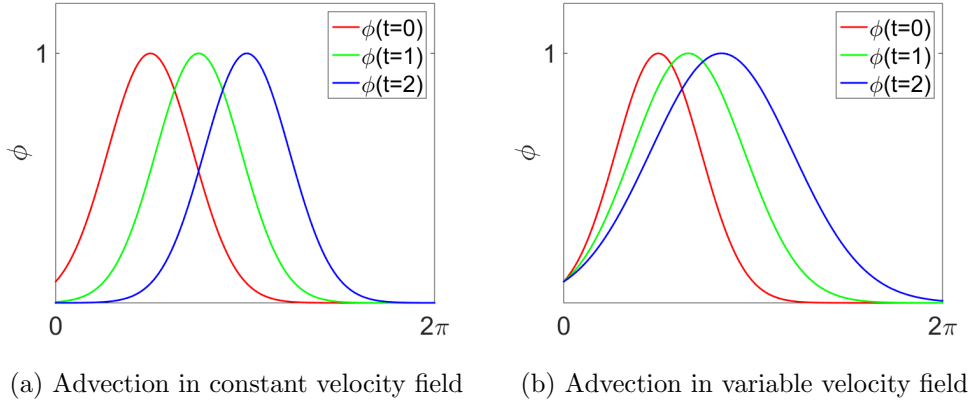 1
ϕ
ϕ(t=0)
ϕ(t=1)
ϕ(t=2)
0
2π
(a) Advection in constant velocity field
1
ϕ
ϕ(t=0)
ϕ(t=1)
ϕ(t=2)
0
2π
(b) Advection in variable velocity field